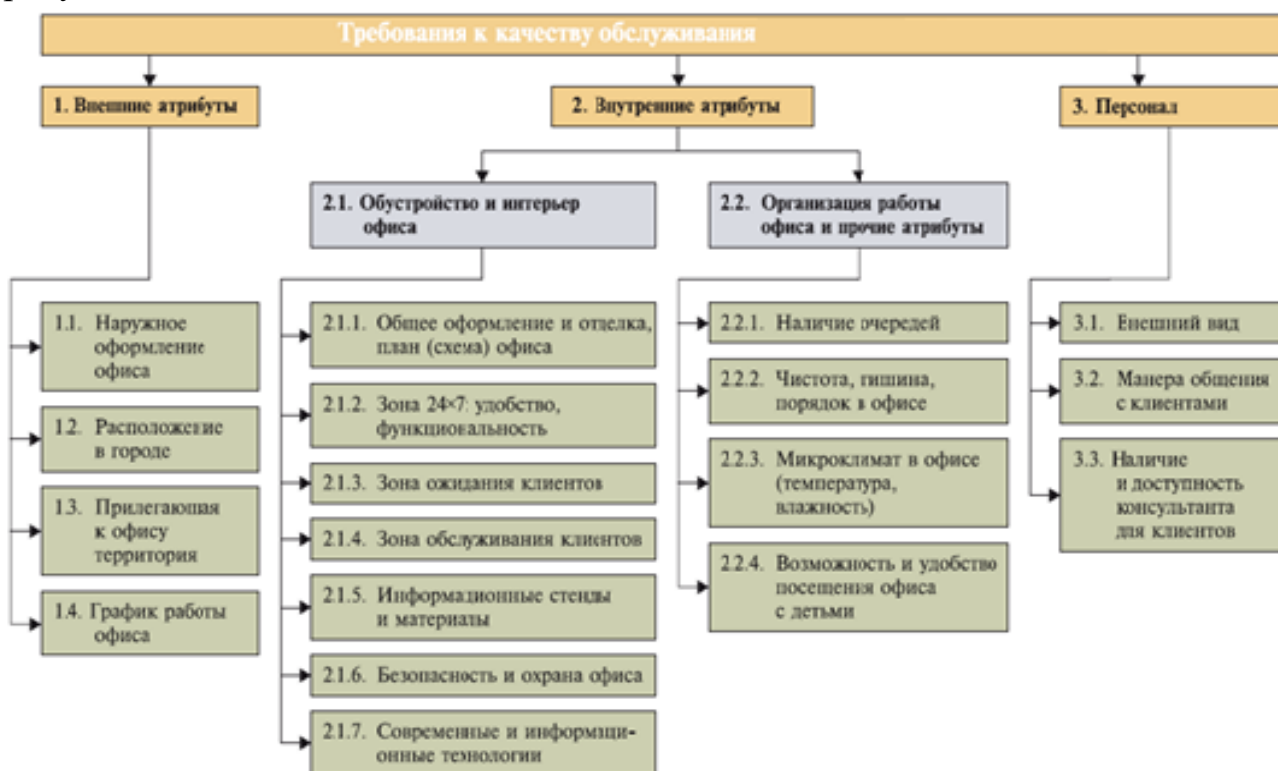 Требования к качеству обслуживания
1. Внешние атрибуты
2. Внутренние атрибуты
3. Персонал
2.1. Обустройство и интерьер
офиса
2.2. Организация работы
офиса и прочие атрибуты
1.1. Наружное
оформление
офиса
1.2. Расположение
в городе
1.3. Прилегающая
к офису
территория
1.4. График работы
офиса
2.1.1. Общее оформление и отделка,
план (схема) офиса
2.1.2. Зона 24×7: удобство,
функциональность
2.1.3. Зона ожидания клиентов
2.1.4. Зона обслуживания клиентов
2.1.5. Информационные стенды
и материалы
2.1.6. Безопасность и охрана офиса
2.1.7. Современные и информаци-
онные технологии
2.2.1. Наличие очередей
2.2.2. Чистота, тишина,
порядок в офисе
2.2.3. Микроклимат в офисе
(температура,
влажность)
2.2.4. Возможность и удобство
посещения офиса
с детьми
3.1. Внешний вид
3.2. Манера общения
с клиентами
3.3. Наличие
и доступность
консультанта
для клиентов